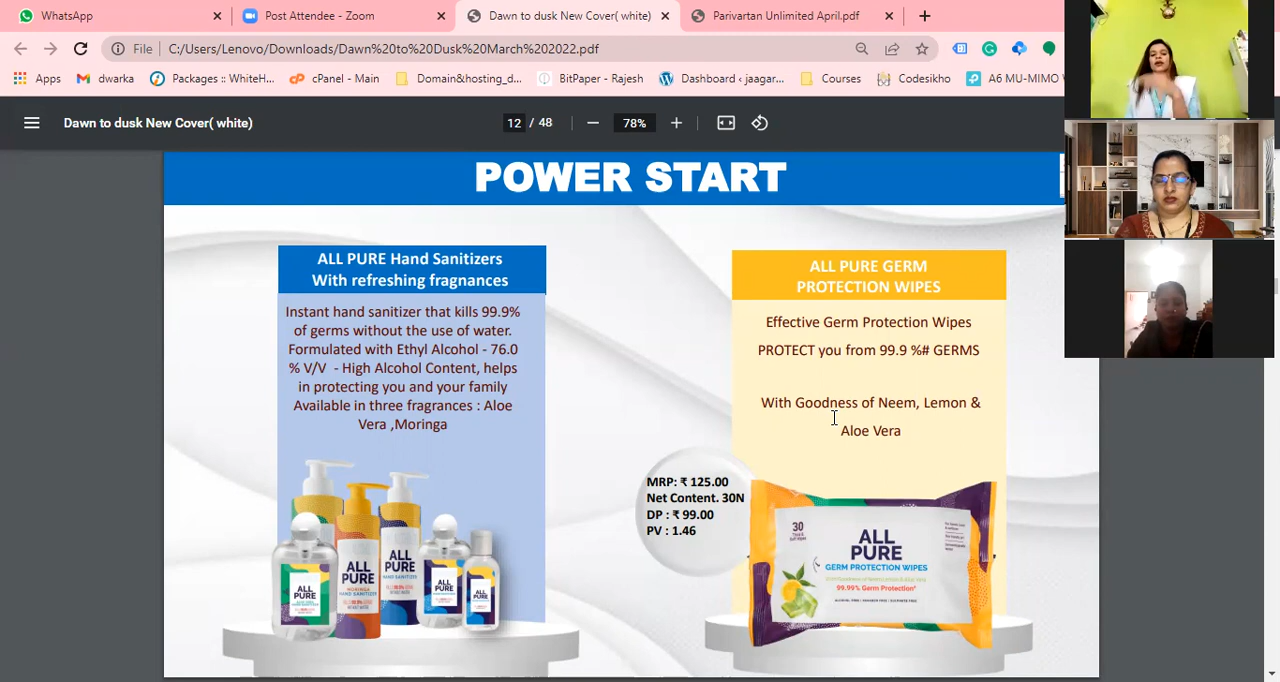 WhatsApp
Post Attendee - Zoom
Dawn to dusk New Cover( white)
Parivartan Unlimited April.pdf
File
C:/Users/Lenovo/Downloads/Dawn%20to%20Dusk%20March%202022.pdf
Apps
dwarka
Packages :: WhiteH...
cPanel - Main
Domain&hosting_d...
BitPaper - Rajesh
Dashboard ‹ jaagar...
Courses
Codesikho
A6 MU-MIMO
Dawn to dusk New Cover( white)
12 / 48
78%
POWER START
ALL PURE Hand Sanitizers
With refreshing fragnances
Instant hand sanitizer that kills 99.9%
of germs without the use of water.
Formulated with Ethyl Alcohol - 76.0
% V/V - High Alcohol Content, helps
in protecting you and your family
Available in three fragrances : Aloe
Vera ,Moringa
ALL
PURE
ALL
PURE
HAND SANITIZER
ALL
PURE
ALL
PURE
ALL PURE GERM
PROTECTION WIPES
Effective Germ Protection Wipes
PROTECT you from 99.9 %# GERMS
With Goodness of Neem, Lemon &
Aloe Vera
MRP: ₹ 125.00
Net Content. 30N
DP : ₹ 99.00
PV : 1.46
30
ALL
PURE
GERM PROTECTION WIPES
99.99% Germ Protection*